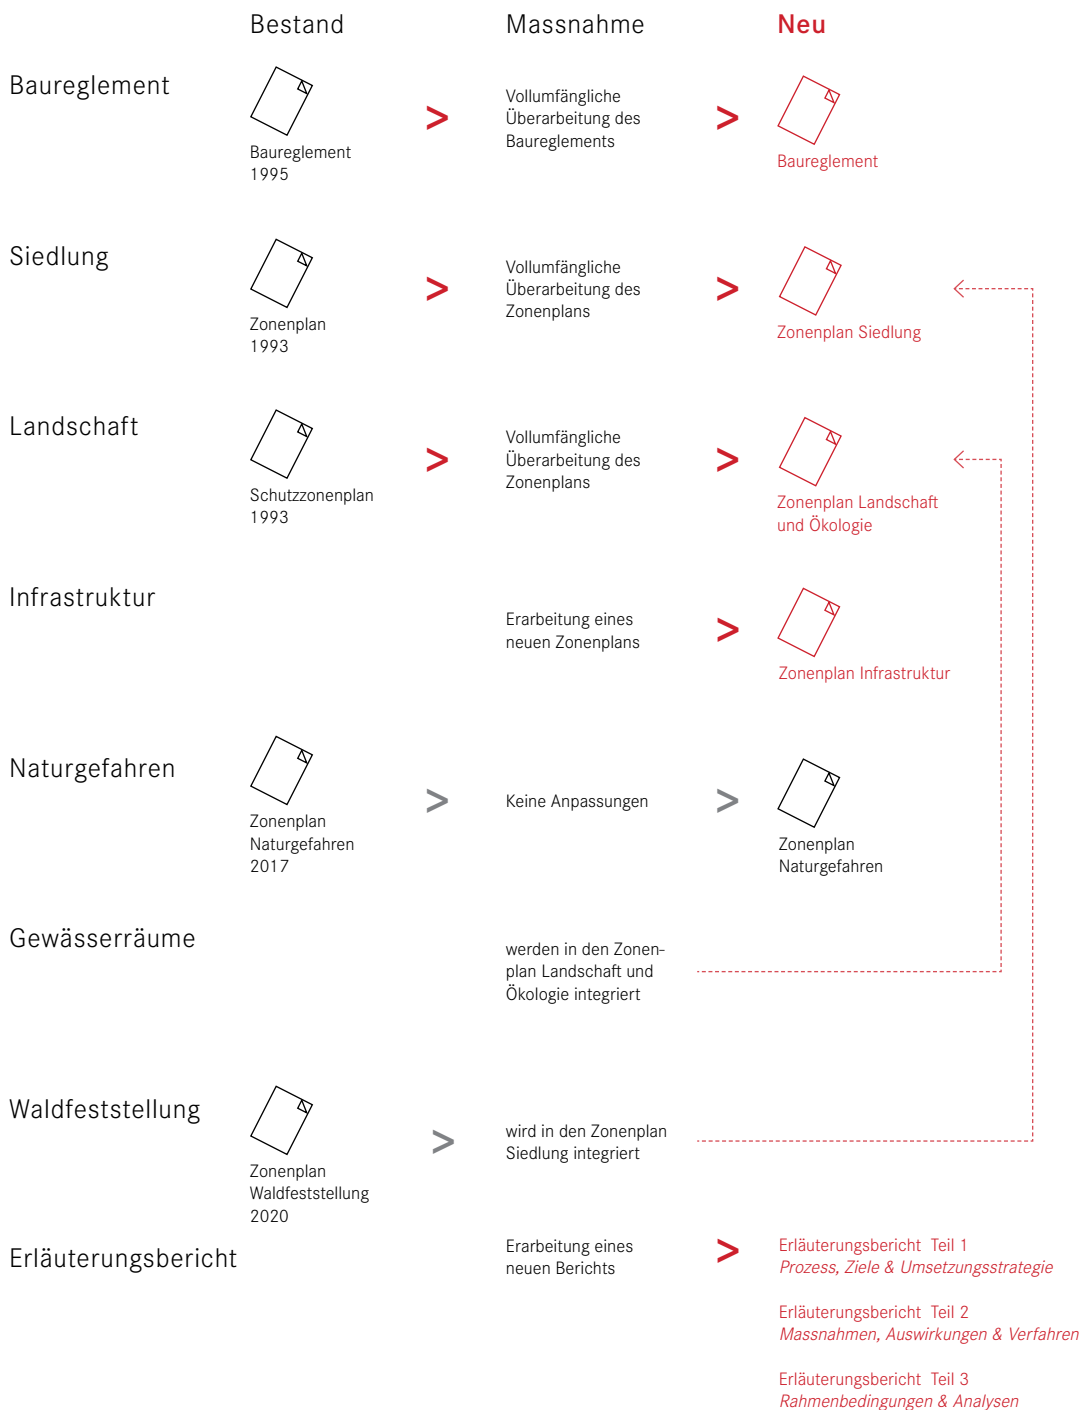 Bestand
Massnahme
Neu
Baureglement
Baureglement
1995
>
Vollumfängliche
Überarbeitung des
Baureglements
>
Baureglement
Siedlung
Zonenplan
1993
>
Vollumfängliche
Überarbeitung des
Zonenplans
>
Zonenplan Siedlung
Landschaft
Schutzzonenplan
1993
>
Vollumfängliche
Überarbeitung des
Zonenplans
>
Zonenplan Landschaft
und Ökologie
Infrastruktur
Erarbeitung eines
neuen Zonenplans
>
Zonenplan Infrastruktur
Naturgefahren
Zonenplan
Naturgefahren
2017
>
Keine Anpassungen
>
Zonenplan
Naturgefahren
Gewässerräume
werden in den Zonen-
plan Landschaft und
Ökologie integriert
Waldfeststellung
Zonenplan
Waldfeststellung
2020
>
wird in den Zonenplan
Siedlung integriert
Erläuterungsbericht
Erarbeitung eines
neuen Berichts
>
Erläuterungsbericht Teil 1
Prozess, Ziele & Umsetzungsstrategie
Erläuterungsbericht Teil 2
Massnahmen, Auswirkungen & Verfahren
Erläuterungsbericht Teil 3
Rahmenbedingungen & Analysen